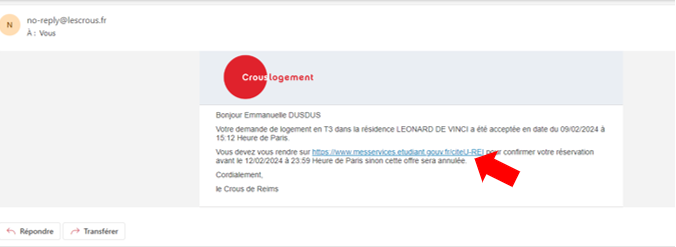 N
no-reply@lescrous.fr
À : Vous
Crous logement
Bonjour Emmanuelle DUSDUS
Votre demande de logement en T3 dans la résidence LEONARD DE VINCI a été acceptée en date du 09/02/2024 à
15:12 Heure de Paris.
Vous devez vous rendre sur https://www.messervices.etudiant.gouv.fr/citeU-REI pour confirmer votre réservation
avant le 12/02/2024 à 23:59 Heure de Paris sinon cette offre sera annulée.
Cordialement,
le Crous de Reims
Répondre
Transférer